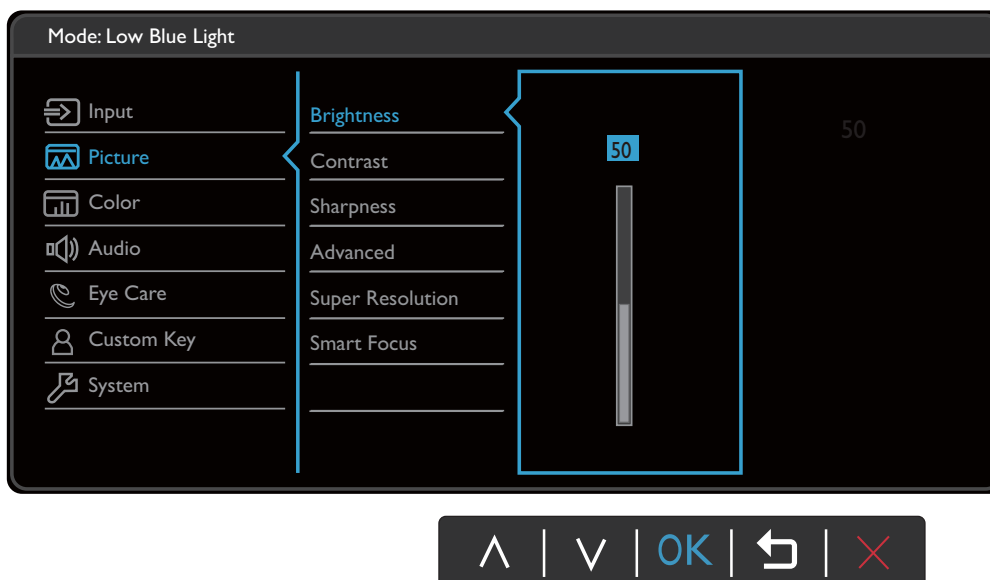 Mode: Low Blue Light
Input
Picture
Color
Audio
Eye Care
Custom Key
System
Brightness
Contrast
Sharpness
Advanced
Super Resolution
Smart Focus
50
50
OK